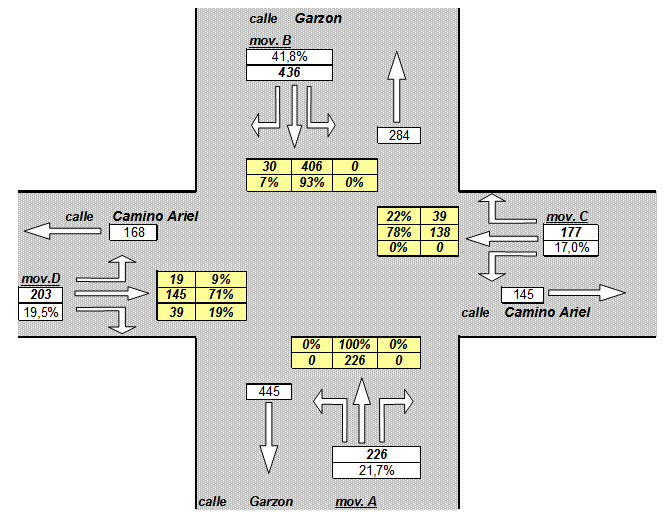 calle Garzon
mov. B
41,8%
436
284
30 406 0
7% 93% 0%
calle Camino Ariel
168
22% 39
78% 138
0% 0
mov. C
177
17,0%
mov.D
203
19,5%
19 9%
145 71%
39 19%
145
calle Camino Ariel
0% 100% 0%
0 226 0
445
226
21,7%
calle Garzon mov. A